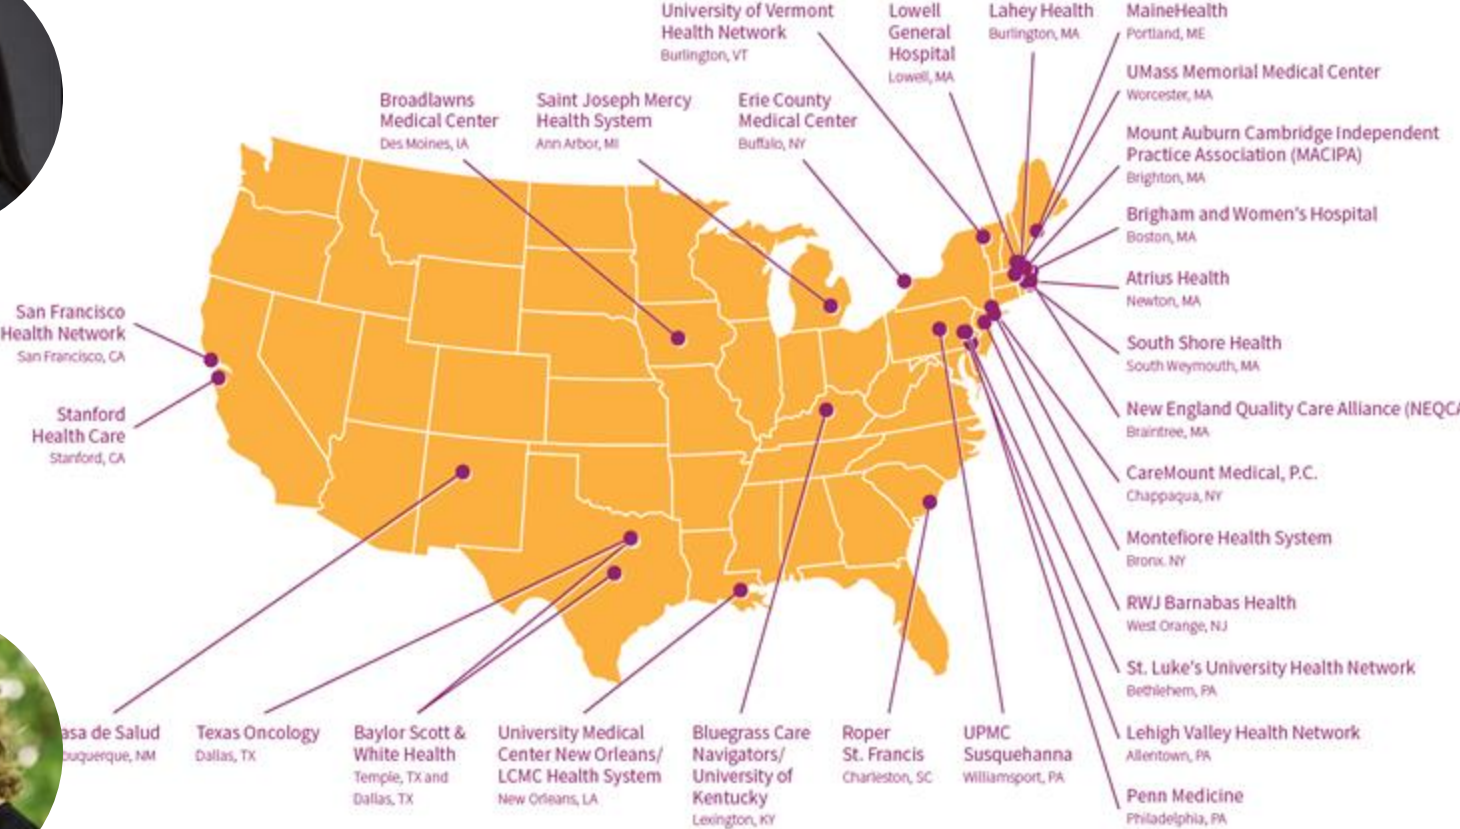 University of Vermont
Health Network
Burlington, VT
Lowell
General
Hospital
Lowell, MA
Lahey Health
Burlington, MA
MaineHealth
Portland, ME
UMass Memorial Medical Center
Worcester, MA
Mount Auburn Cambridge Independent
Practice Association (MACIPA)
Brighton, MA
Brigham and Women's Hospital
Boston, MA
Atrius Health
Newton, MA
South Shore Health
South Weymouth, MA
New England Quality Care Alliance (NEQCA
Braintree, MA
CareMount Medical, P.C.
Chappaqua, NY
Montefiore Health System
Bronx. NY
RWJ Barnabas Health
West Orange, NJ
St. Luke's University Health Network
Bethlehem, PA
Lehigh Valley Health Network
Allentown, PA
Penn Medicine
Philadelphia, PA
Broadlawns
Medical Center
Des Moines, IA
Saint Joseph Mercy
Health System
Ann Arbor, MI
Erie County
Medical Center
Buffalo, NY
San Francisco
Health Network
San Francisco, CA
Stanford
Health Care
Stanford, CA
asa de Salud
buquerque, NM
Texas Oncology
Dallas, TX
Baylor Scott &
White Health
Temple, TX and
Dallas, TX
University Medical
Center New Orleans/
LCMC Health System
New Orleans, LA
Bluegrass Care
Navigators/
University of
Kentucky
Lexington, KY
Roper
St. Francis
Charleston, SC
UPMC
Susquehanna
Williamsport, PA